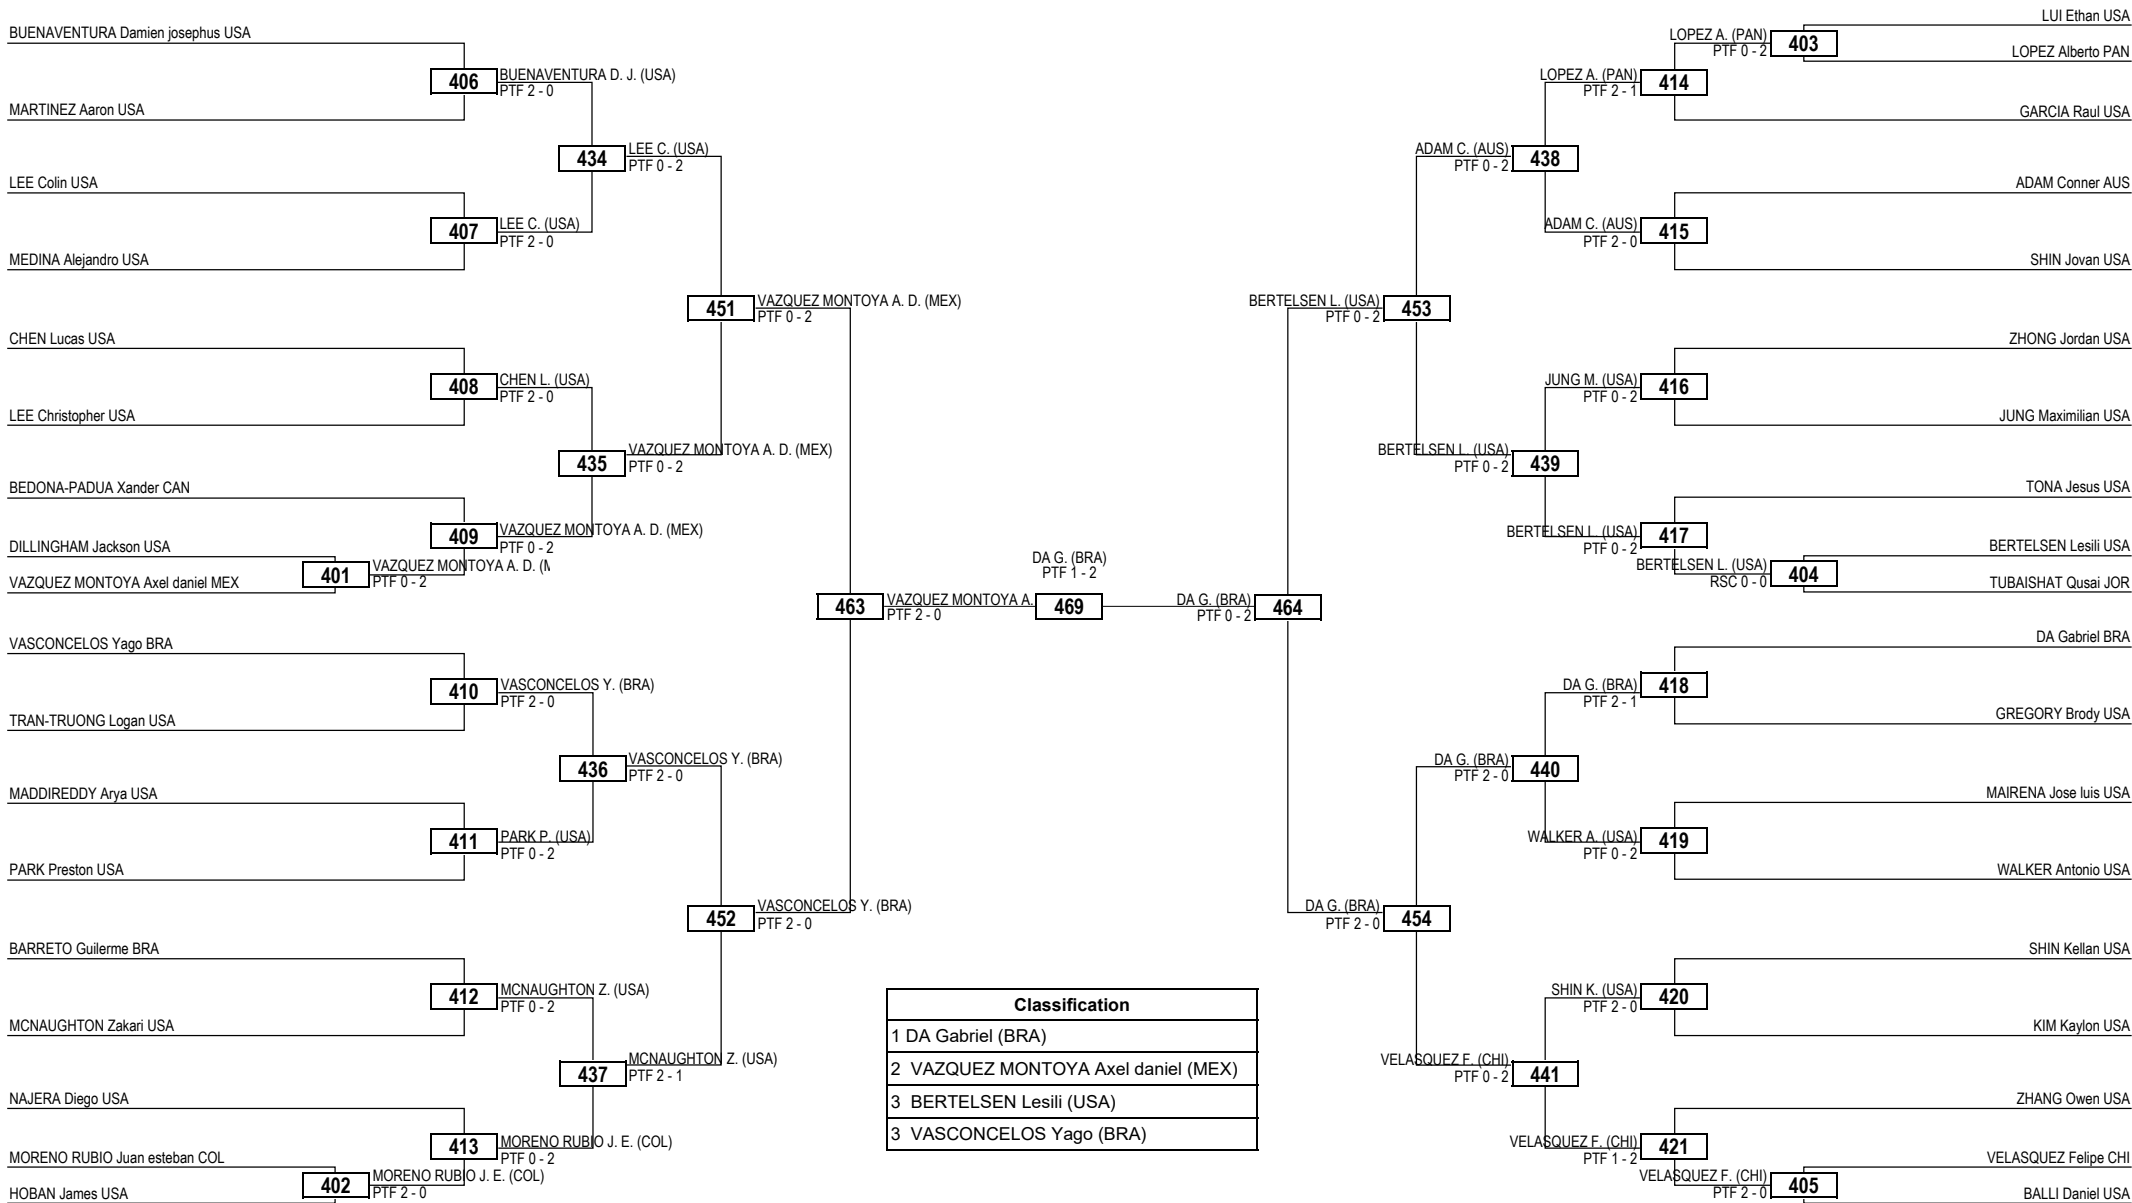 BUENAVENTURA Damien josephus USA
406
BUENAVENTURA D. J. (USA)
PTF 2 - 0
MARTINEZ Aaron USA
434
LEE C. (USA)
PTF 0 - 2
LEE Colin USA
407
LEE C. (USA)
PTF 2 - 0
MEDINA Alejandro USA
451
VAZQUEZ MONTOYA A. D. (MEX)
PTF 0 - 2
CHEN Lucas USA
408
CHEN L. (USA)
PTF 2 - 0
LEE Christopher USA
435
VAZQUEZ MONTOYA A. D. (MEX)
PTF 0 - 2
BEDONA-PADUA Xander CAN
409
VAZQUEZ MONTOYA A. D. (MEX)
PTF 0 - 2
DILLINGHAM Jackson USA
401
VAZQUEZ MONTOYA A. D. (
PTF 0 - 2
VAZQUEZ MONTOYA Axel daniel MEX
463
VAZQUEZ MONTOYA A.
PTF 2 - 0
VASCONCELOS Yago BRA
410
VASCONCELOS Y. (BRA)
PTF 2 - 0
TRAN-TRUONG Logan USA
436
VASCONCELOS Y. (BRA)
PTF 2 - 0
MADDIREDDY Arya USA
411
PARK P. (USA)
PTF 0 - 2
PARK Preston USA
452
VASCONCELOS Y. (BRA)
PTF 2 - 0
BARRETO Guilerme BRA
412
MCNAUGHTON Z. (USA)
PTF 0 - 2
MCNAUGHTON Zakari USA
437
MCNAUGHTON Z. (USA)
PTF 2 - 1
NAJERA Diego USA
413
MORENO RUBIO J. E. (COL)
PTF 0 - 2
MORENO RUBIO Juan esteban COL
402
MORENO RUBIO J. E. (COL)
PTF 2 - 0
HOBAN James USA
DA G. (BRA)
PTF 1 - 2
469
Classification
1 DA Gabriel (BRA)
2 VAZQUEZ MONTOYA Axel daniel (MEX)
3 BERTELSEN Lesili (USA)
3 VASCONCELOS Yago (BRA)
LUI Ethan USA
LOPEZ A. (PAN)
PTF 0 - 2
403
LOPEZ Alberto PAN
LOPEZ A. (PAN)
PTF 2 - 1
414
GARCIA Raul USA
ADAM C. (AUS)
PTF 0 - 2
438
ADAM Conner AUS
ADAM C. (AUS)
PTF 2 - 0
415
SHIN Jovan USA
BERTELSEN L. (USA)
PTF 0 - 2
453
ZHONG Jordan USA
JUNG M. (USA)
PTF 0 - 2
416
JUNG Maximilian USA
BERTELSEN L. (USA)
PTF 0 - 2
439
TONA Jesus USA
BERTELSEN L. (USA)
PTF 0 - 2
417
BERTELSEN Lesili USA
BERTELSEN L. (USA)
RSC 0 - 0
404
TUBAISHAT Qusai JOR
DA G. (BRA)
PTF 0 - 2
464
DA Gabriel BRA
DA G. (BRA)
PTF 2 - 1
418
GREGORY Brody USA
DA G. (BRA)
PTF 2 - 0
440
MAIRENA Jose luis USA
WALKER A. (USA)
PTF 0 - 2
419
WALKER Antonio USA
DA G. (BRA)
PTF 2 - 0
454
SHIN Kellan USA
SHIN K. (USA)
PTF 2 - 0
420
KIM Kaylon USA
VELASQUEZ F. (CHI)
PTF 0 - 2
441
ZHANG Owen USA
VELASQUEZ F. (CHI)
PTF 1 - 2
421
VELASQUEZ Felipe CHI
VELASQUEZ F. (CHI)
PTF 2 - 0
405
BALLI Daniel USA